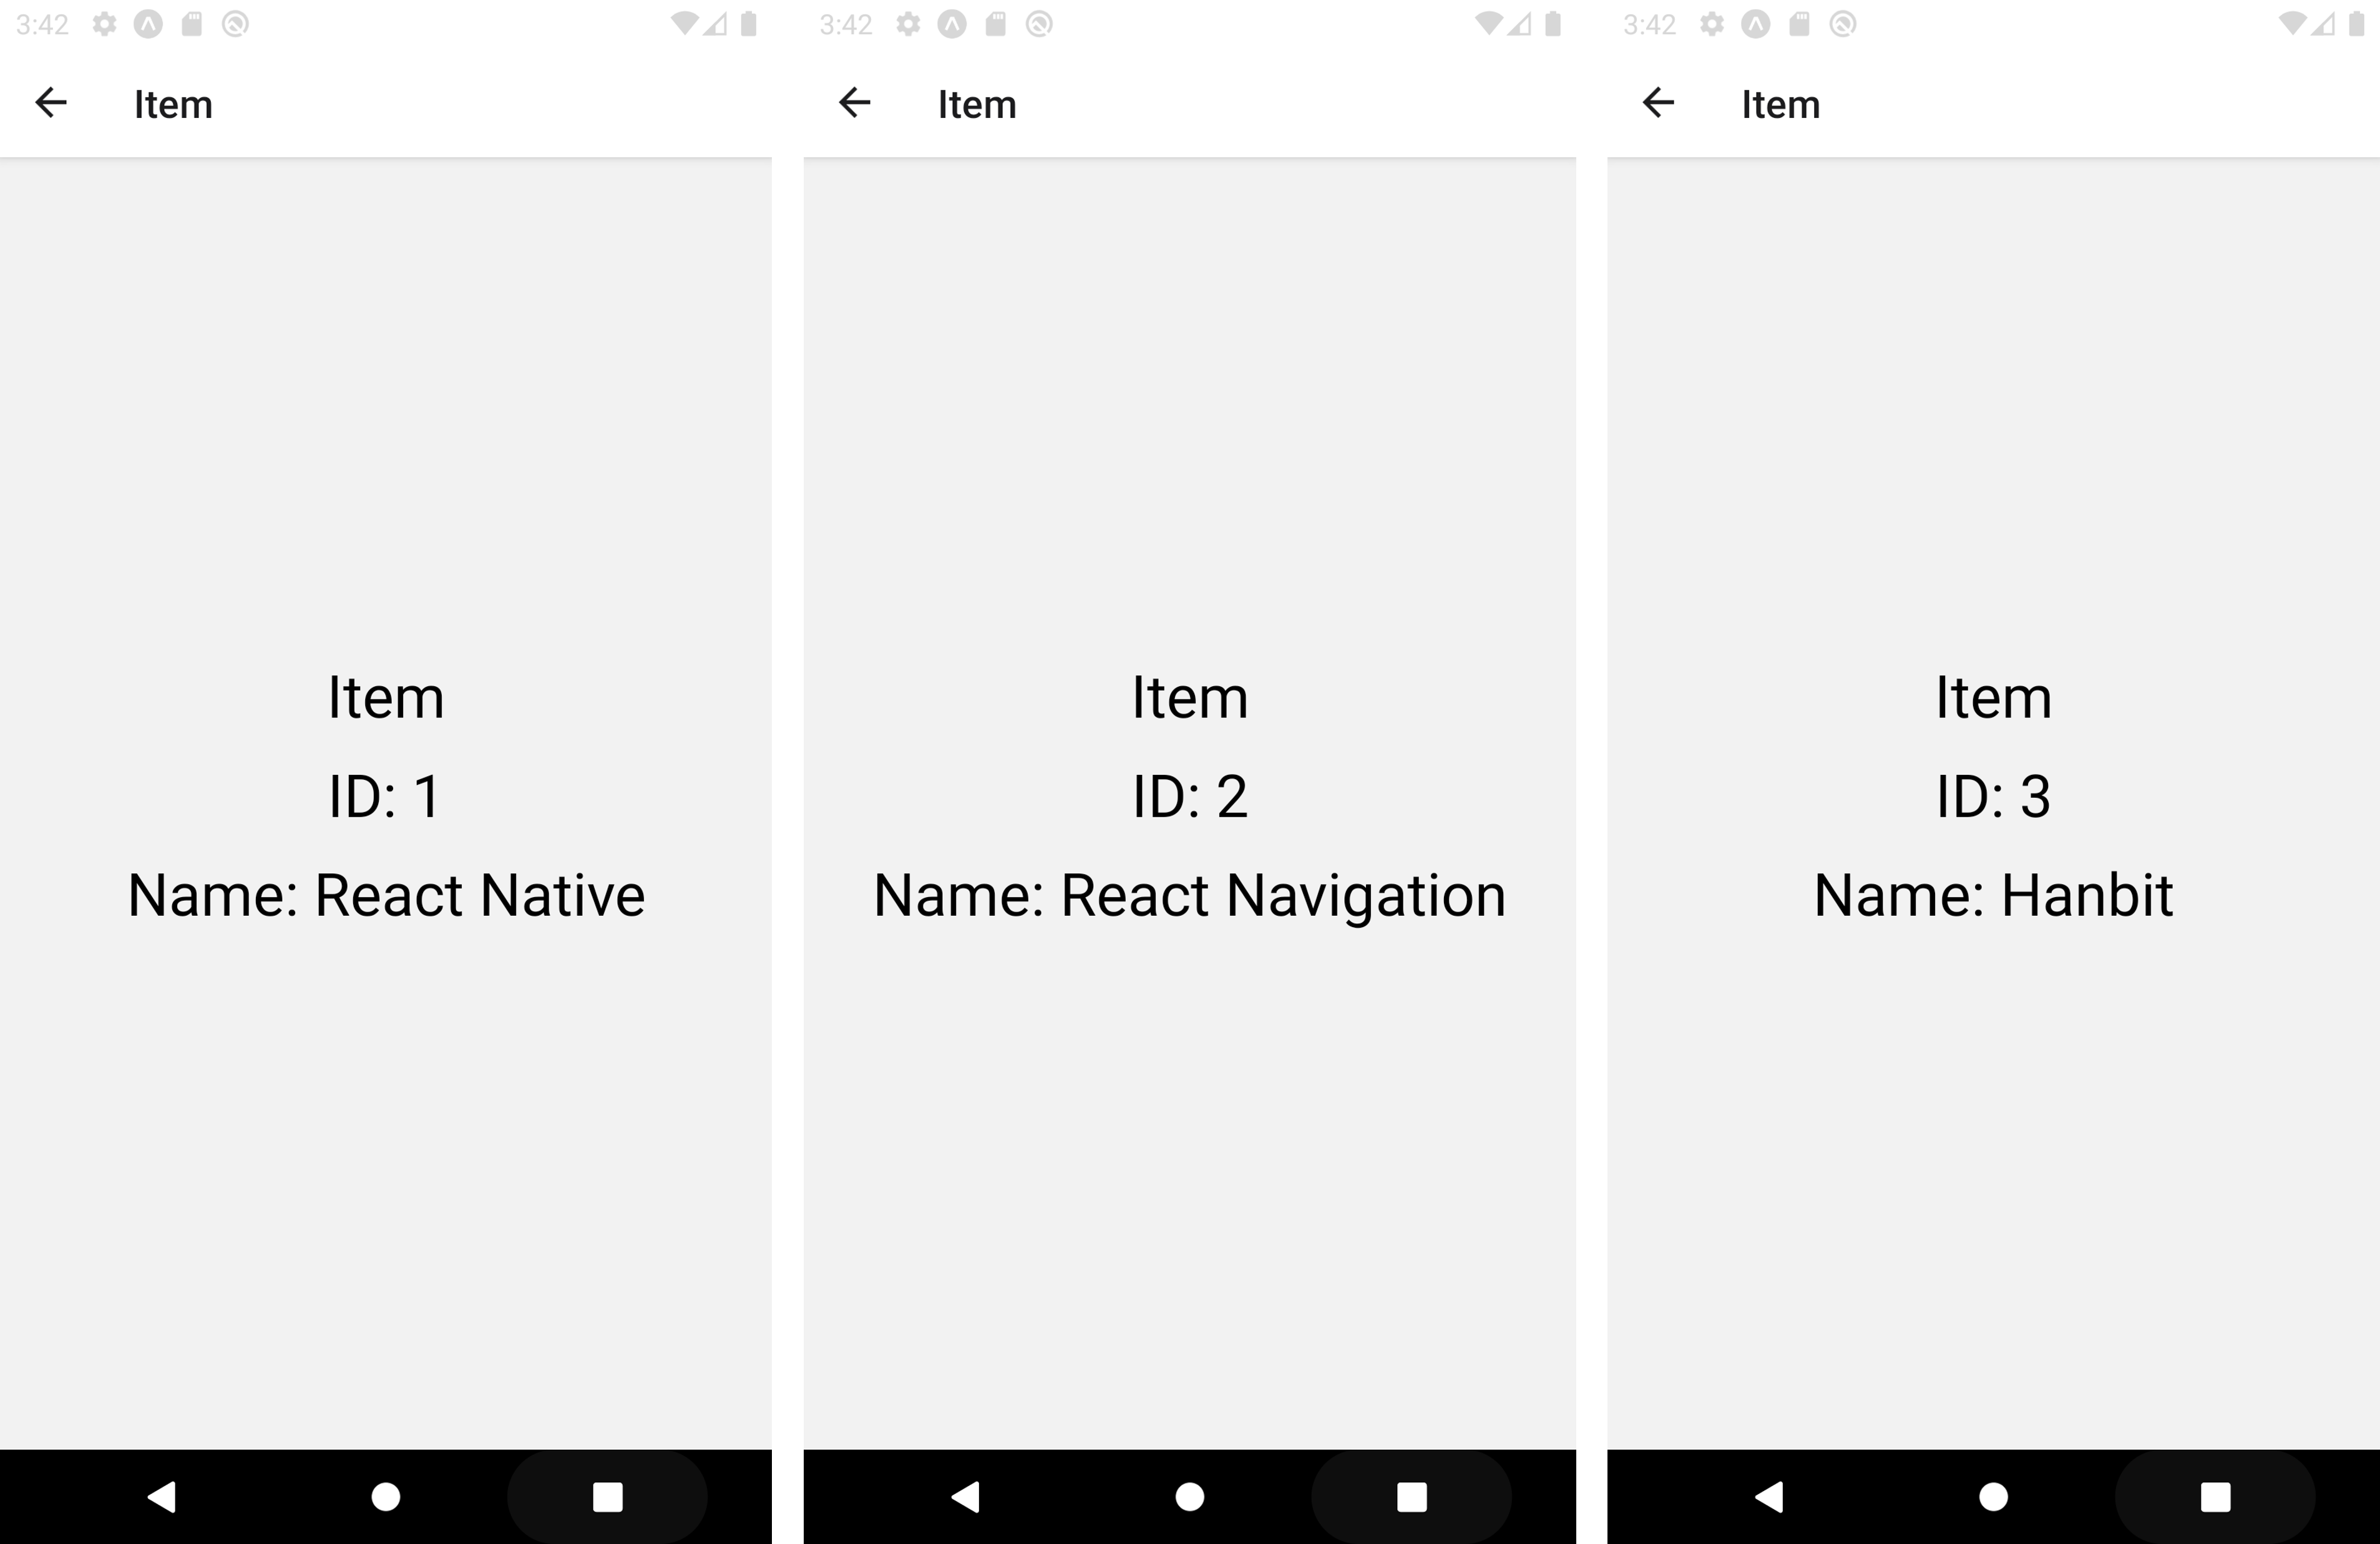 3:42
Item
Item
ID: 1
Name: React Native
3:42
Item
Item
ID: 2
Name: React Navigation
3:42
Item
Item
ID: 3
Name: Hanbit